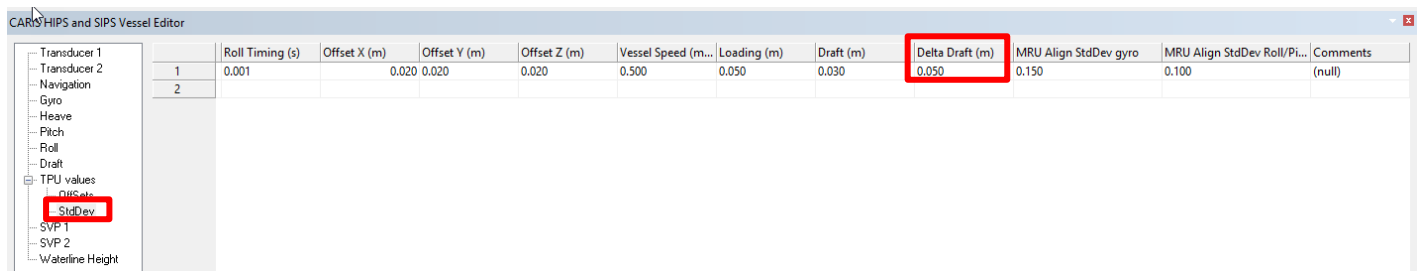 CARIS HIPS and SIPS Vessel Editor
Transducer 1
Transducer 2
Navigation
Gyro
Heave
Pitch
Roll
Draft
TPU values
OffSets
StdDev
SVP 1
SVP 2
Waterline Height
Roll Timing (s) Offset X (m) Offset Y (m) Offset Z (m) Vessel Speed (m... Loading (m) Draft (m) Delta Draft (m) MRU Align StdDev gyro MRU Align StdDev Roll/Pi... Comments
1 0.001 0.020 0.020 0.020 0.500 0.050 0.030 0.050 0.150 0.100 (null)
2